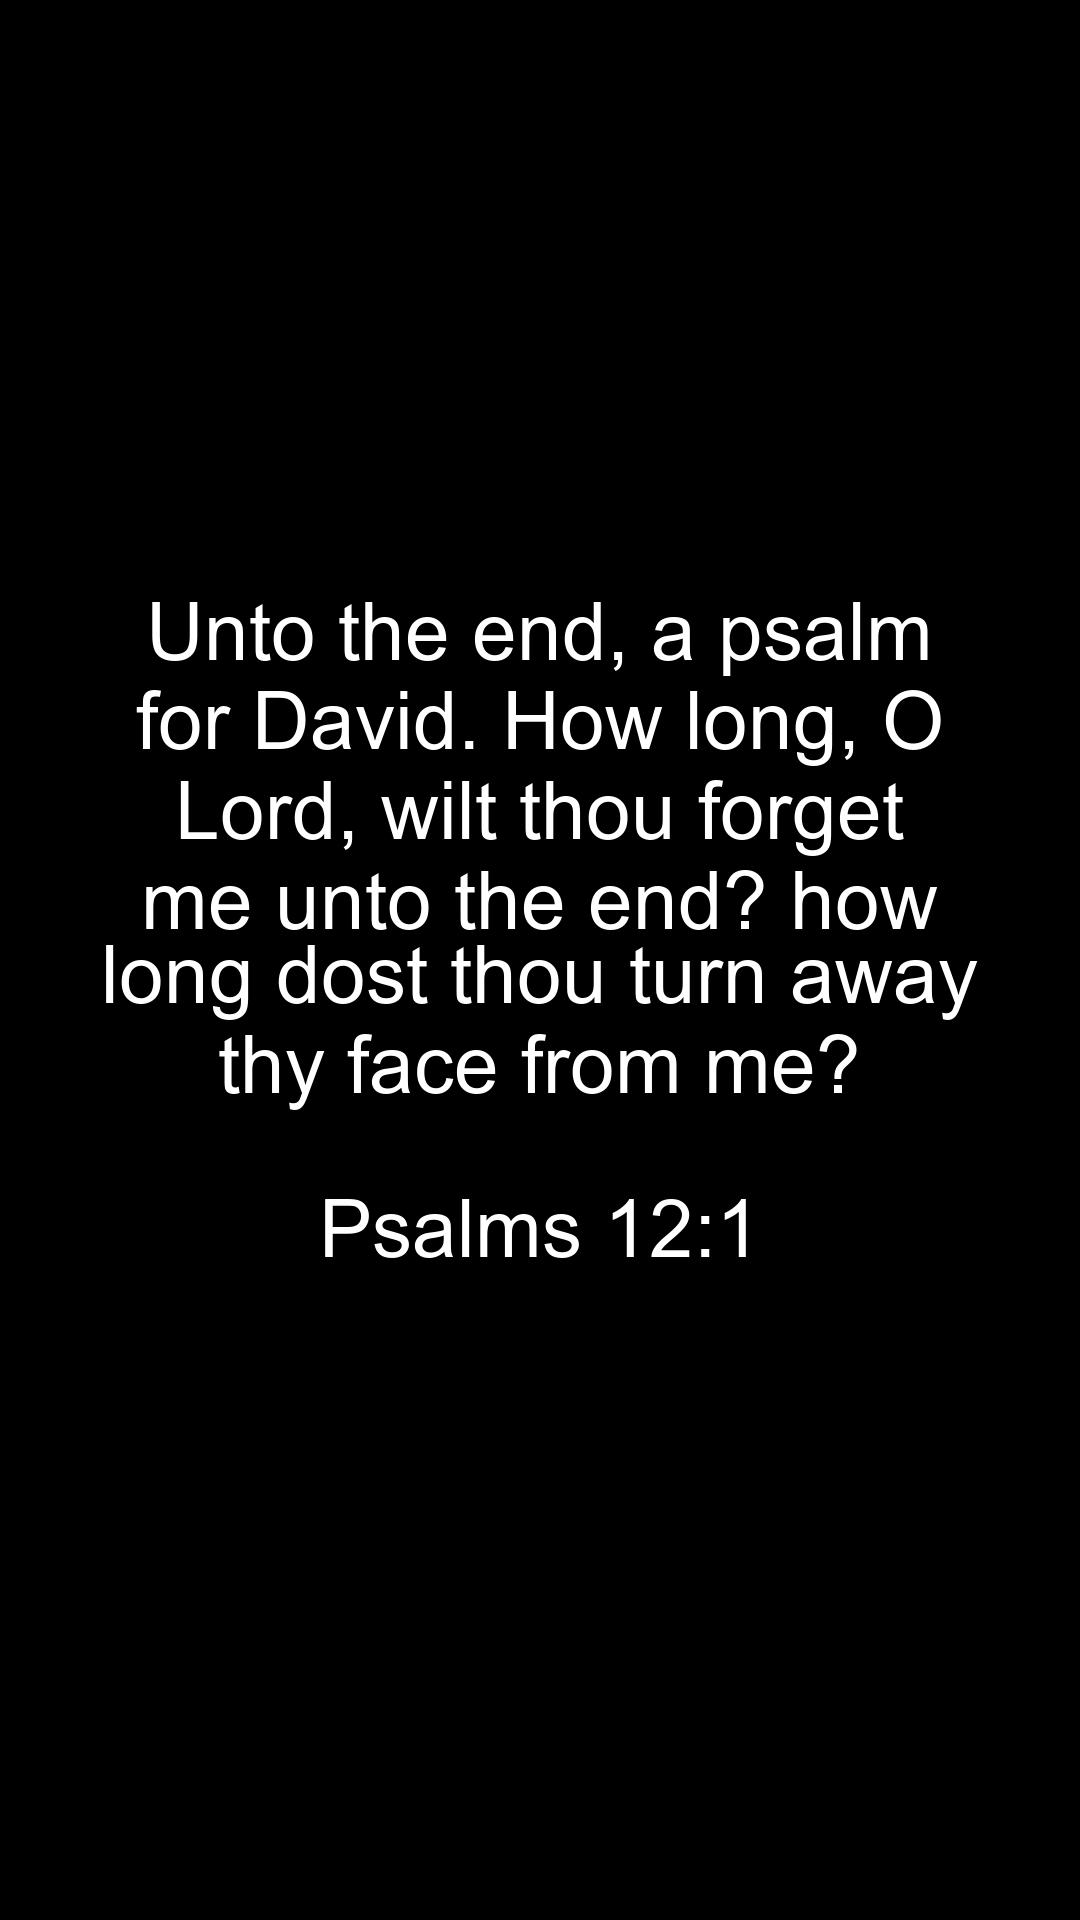 Unto the end, a psalm
for David. How long, O
Lord, wilt thou forget
me unto the end? how
long dost thou turn away
thy face from me?
Psalms 12:1